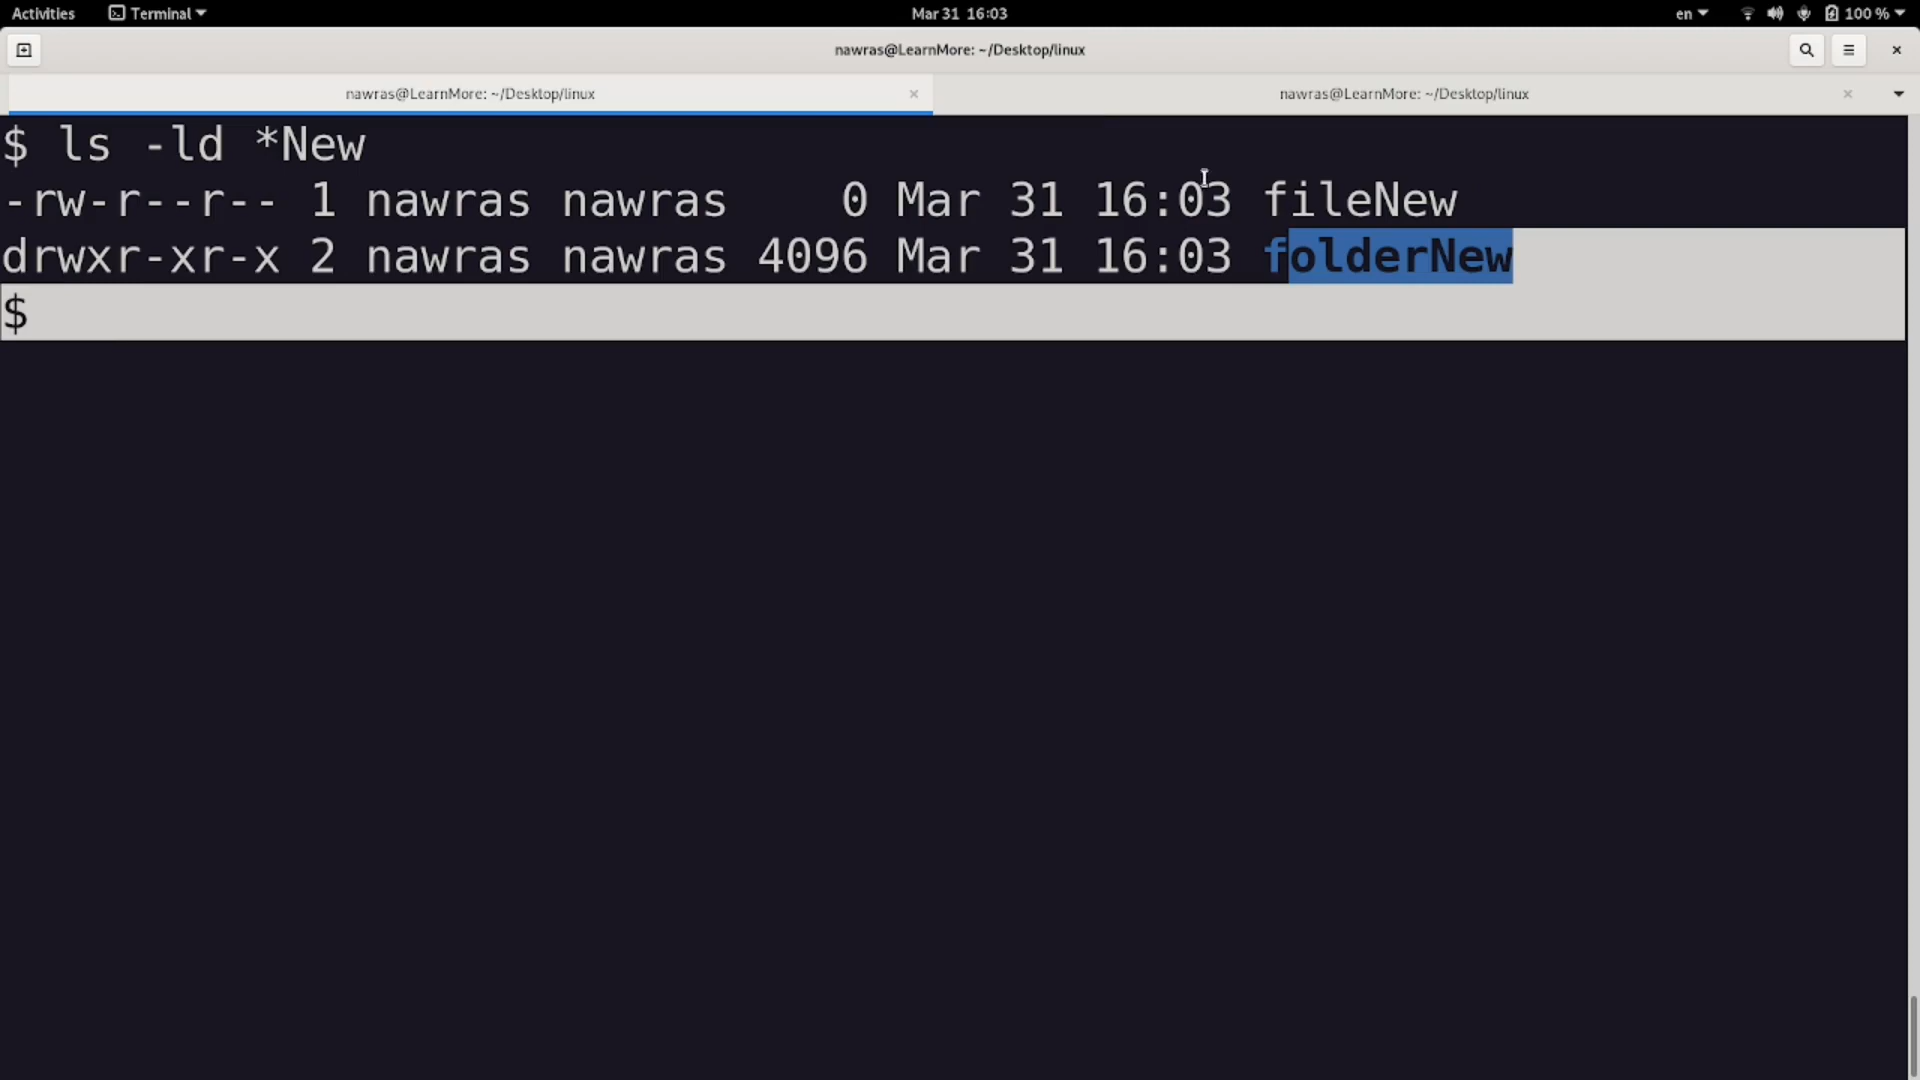 Activities Terminal Mar 31 16:03 en 100 %
nawras@LearnMore: ~/Desktop/linux
nawras@LearnMore: ~/Desktop/linux nawras@LearnMore: ~/Desktop/linux
$ ls -ld *New
-rw-r--r-- 1 nawras nawras    0 Mar 31 16:03 fileNew
drwxr-xr-x 2 nawras nawras 4096 Mar 31 16:03 folderNew
$